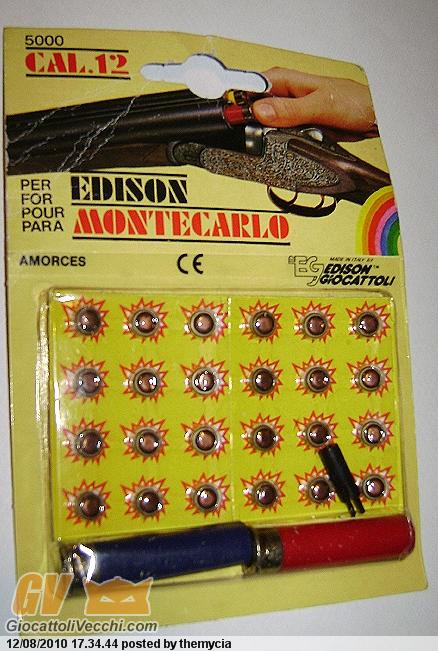 5000
CAL.12
PER
FOR
POUR
PARA
EDISON
MONTECARLO
AMORCES
CE
MADE IN ITALY BY
EG EDISON
GIOCATTOLI
GV
GiocattoliVecchi.com
12/08/2010 17.34.44 posted by themycia